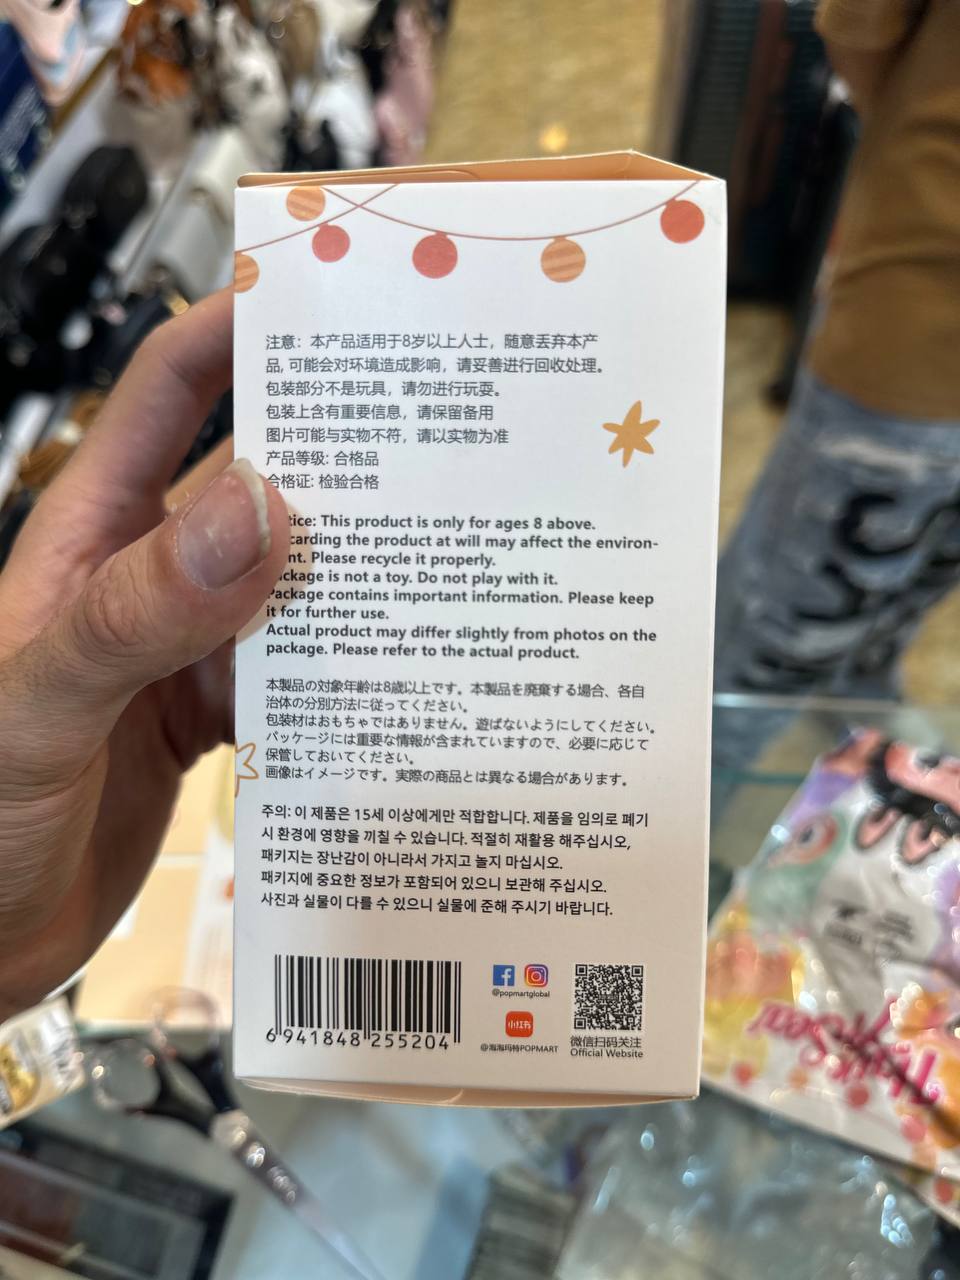 注意：本产品适用于8岁以上人士，随意丢弃本产
品, 可能会对环境造成影响，请妥善进行回收处理。
包装部分不是玩具，请勿进行玩耍。
包装上含有重要信息，请保留备用
图片可能与实物不符，请以实物为准
产品等级: 合格品
合格证: 检验合格
This product is only for ages 8 above.
the product at will may affect the environ-
Please recycle it properly.
is not a toy. Do not play with it.
Package contains important information. Please keep
it for further use.
Actual product may differ slightly from photos on the
package. Please refer to the actual product.
本製品の対象年齢は8歳以上です。本製品を廃棄する場合、各自
治体の分別方法に従ってください。
包装材はおもちゃではありません。遊ばないようにしてください。
パッケージには重要な情報が含まれていますので、必要に応じて
保管しておいてください。
画像はイメージです。実際の商品とは異なる場合があります。
주의: 이 제품은 15세 이상에게만 적합합니다. 제품을 임의로 폐기
시 환경에 영향을 끼칠 수 있습니다. 적절히 재활용 해주십시오,
패키지는 장난감이 아니라서 가지고 놀지 마십시오.
패키지에 중요한 정보가 포함되어 있으니 보관해 주십시오.
사진과 실물이 다를 수 있으니 실물에 준해 주시기 바랍니다.
6 941848 255204
@popmartglobal
小红书
@泡泡玛特POPMART
微信扫码关注
Official Website